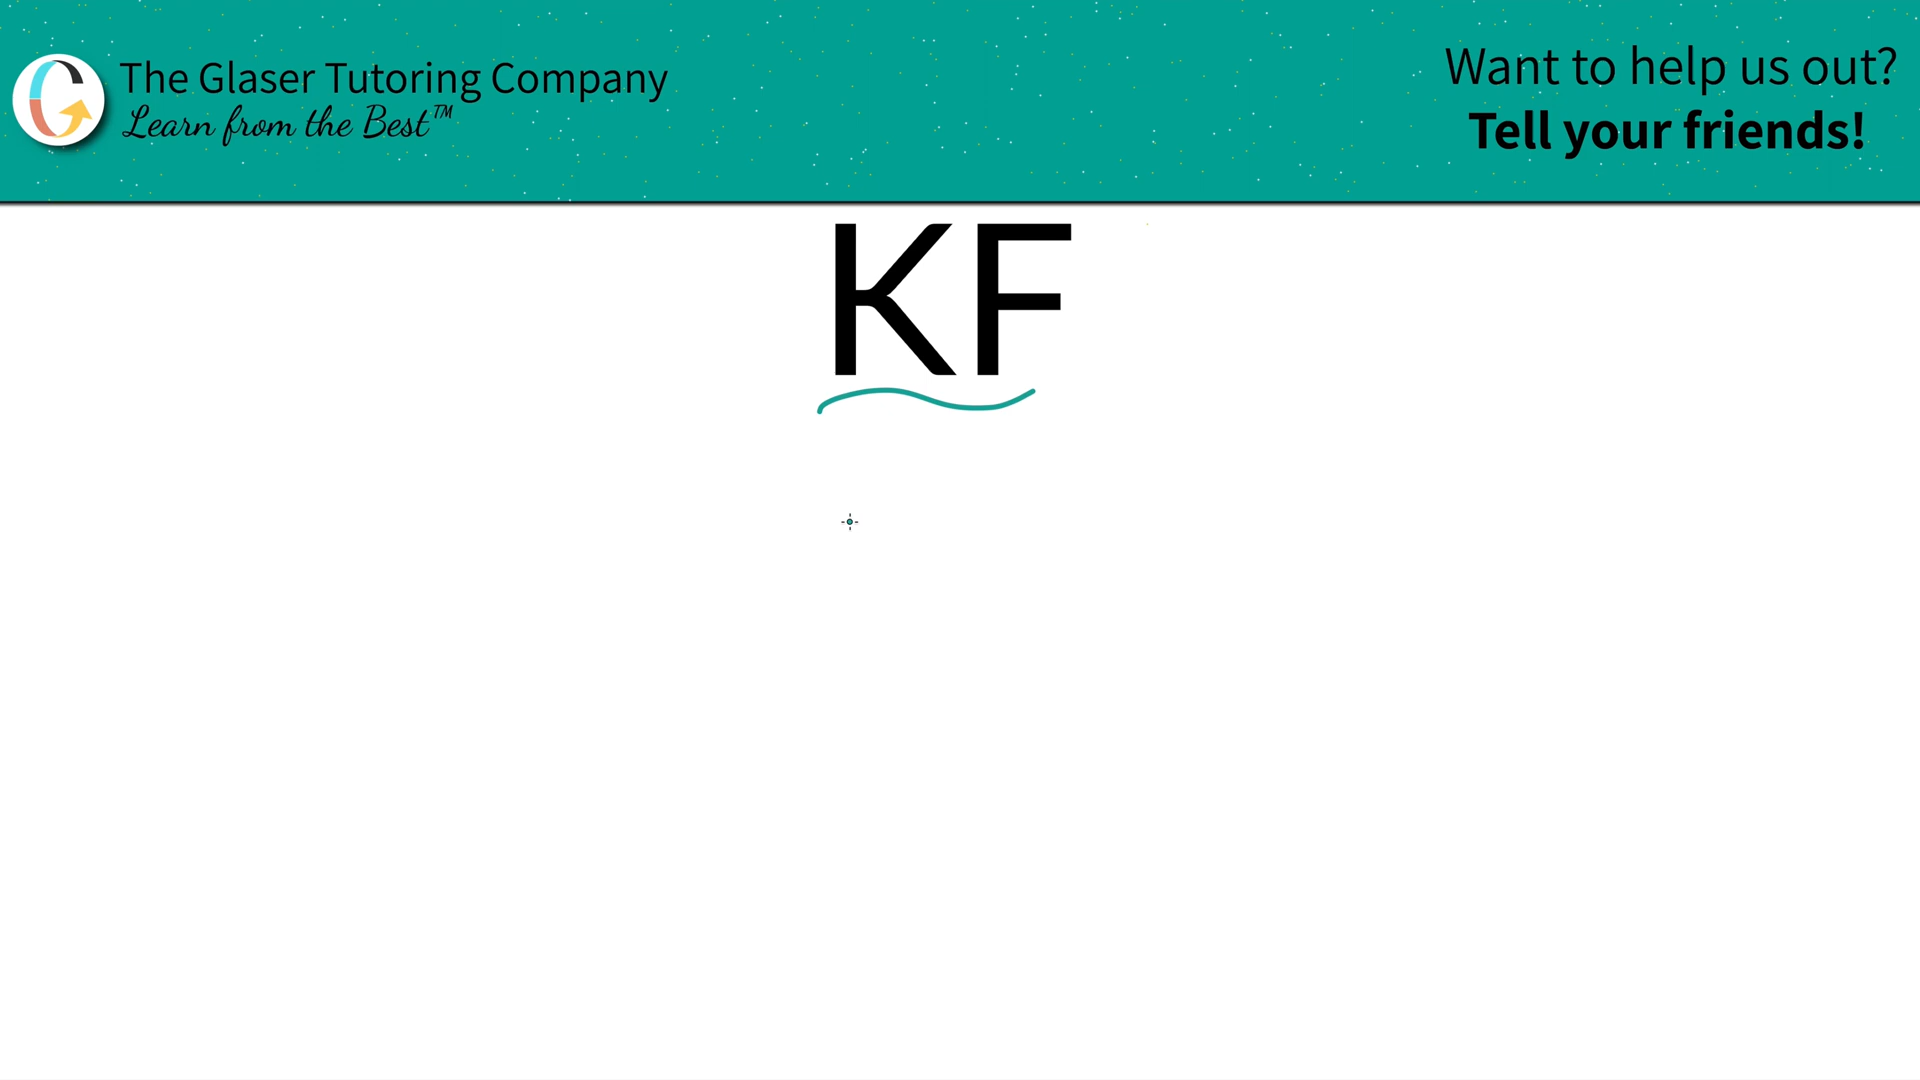 The Glaser Tutoring Company
Learn from the Best™
Want to help us out?
Tell your friends!
KF